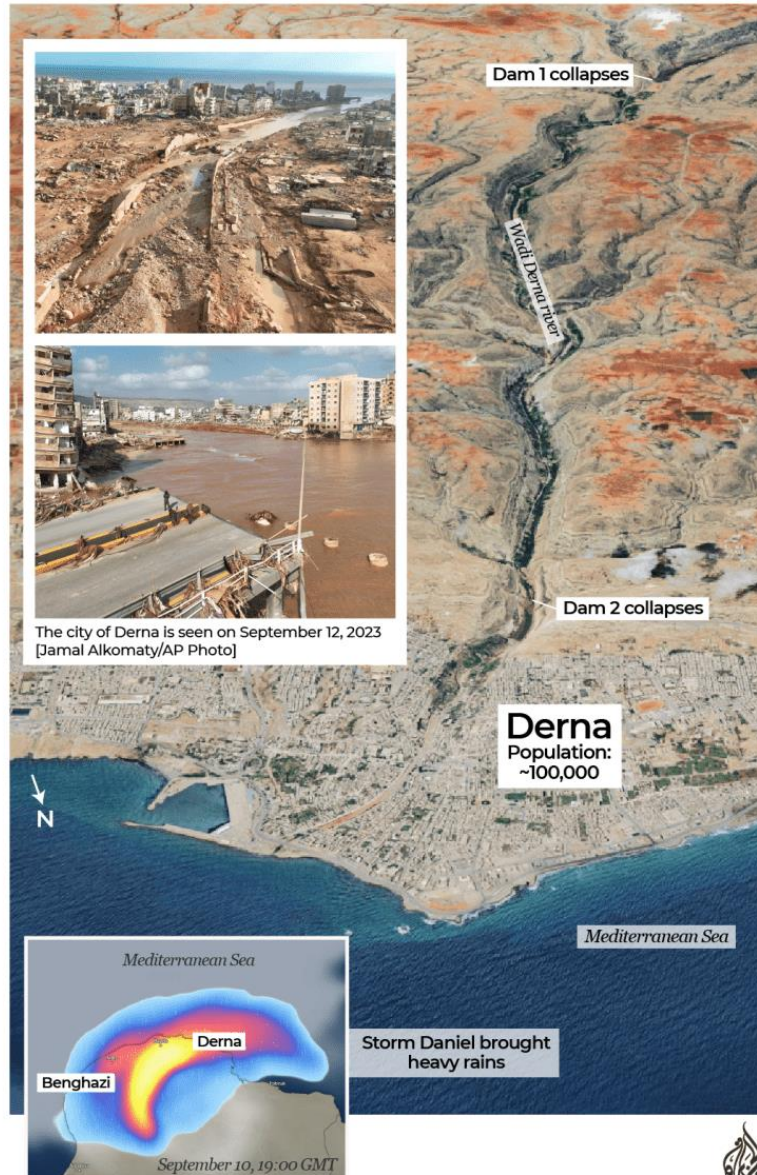 Dam 1 collapses
Wadi Derna river
The city of Derna is seen on September 12, 2023
[Jamal Alkomaty/AP Photo]
Dam 2 collapses
Derna
Population:
~100,000
N
Mediterranean Sea
Mediterranean Sea
Derna
Benghazi
Storm Daniel brought
heavy rains
September 10, 19:00 GMT